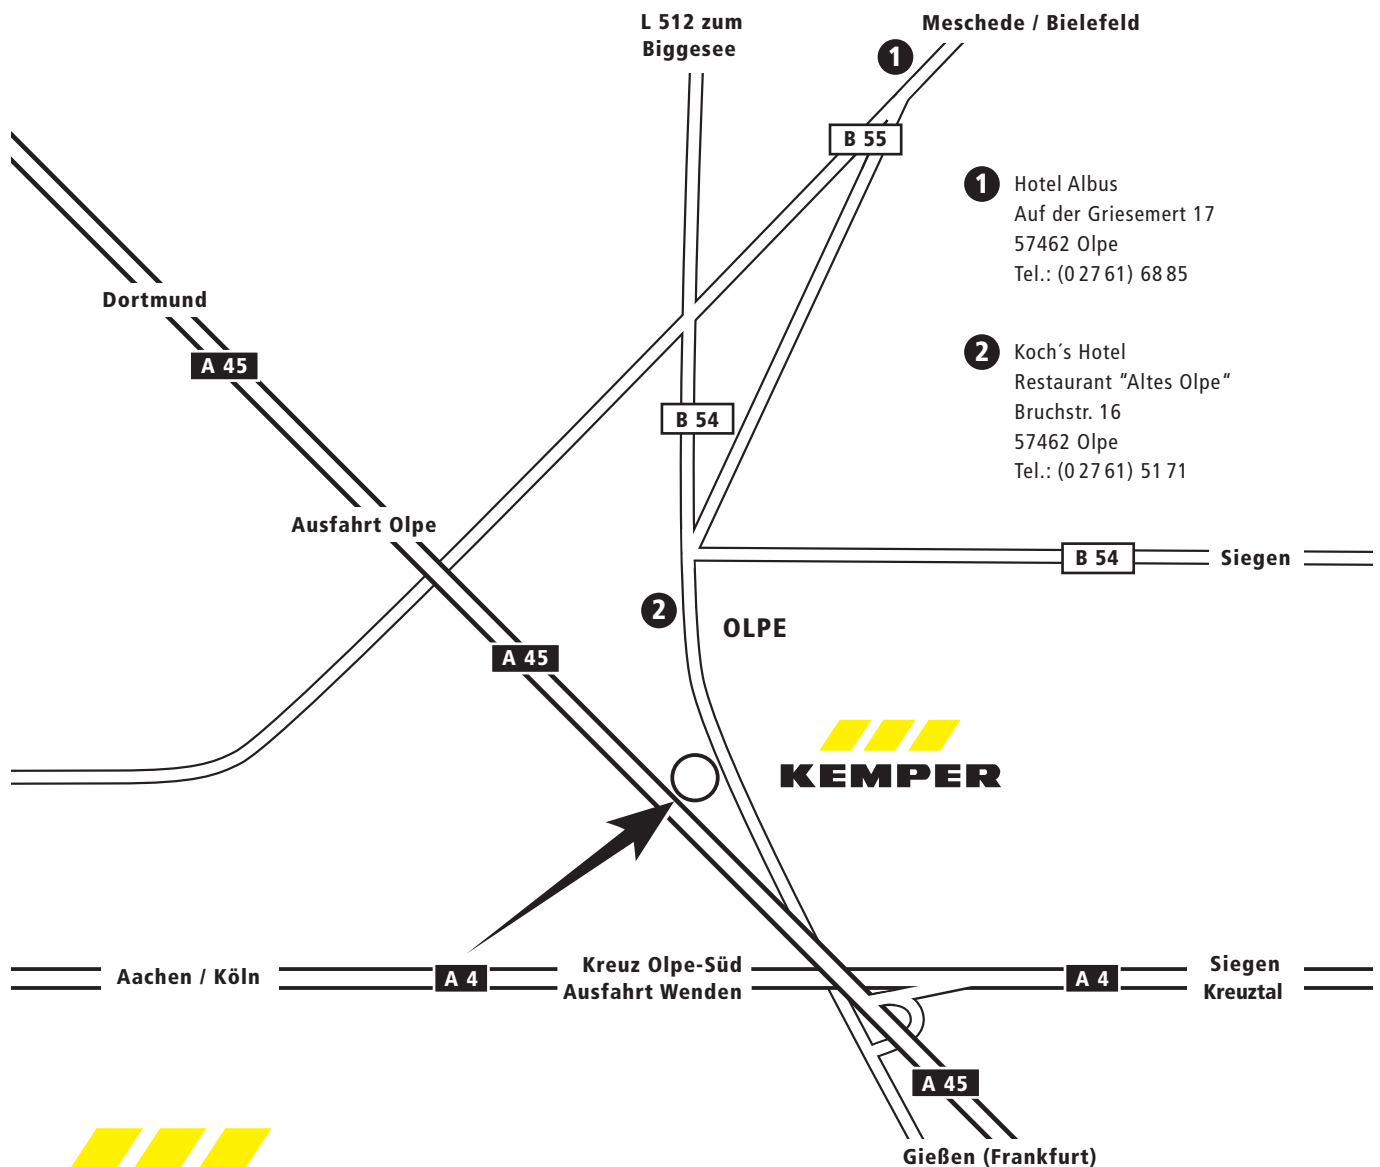 L 512 zum
Biggesee
Meschede / Bielefeld
1
B 55
1 Hotel Albus
Auf der Griesemert 17
57462 Olpe
Tel.: (0 27 61) 68 85
Dortmund
A 45
2 Koch´s Hotel
Restaurant “Altes Olpe“
Bruchstr. 16
57462 Olpe
Tel.: (0 27 61) 51 71
B 54
Ausfahrt Olpe
B 54
Siegen
2
OLPE
A 45
KEMPER
Aachen / Köln
A 4
Kreuz Olpe-Süd
Ausfahrt Wenden
A 4
Siegen
Kreuztal
A 45
Gießen (Frankfurt)